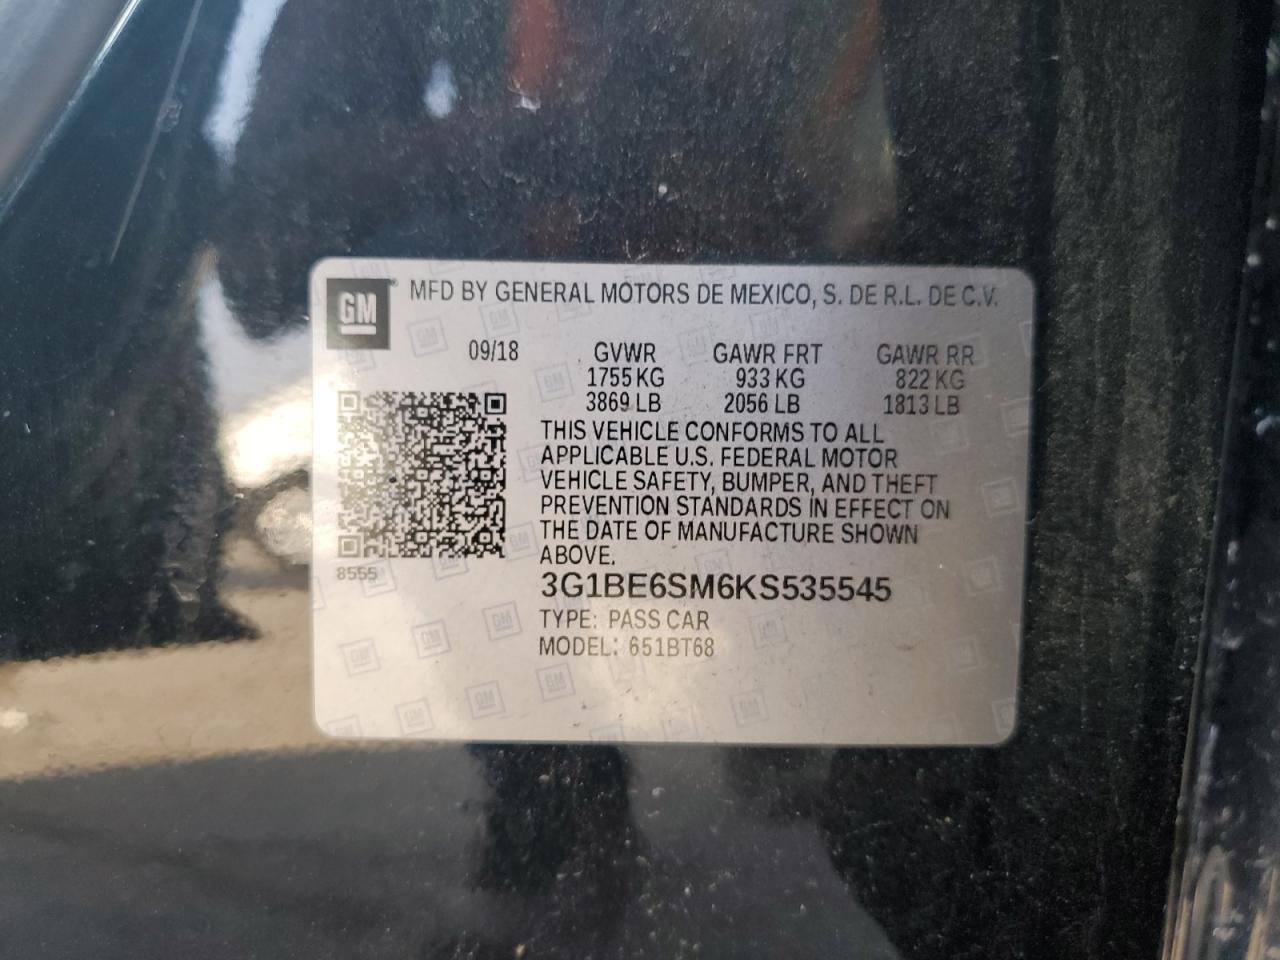 GM
MFD BY GENERAL MOTORS DE MEXICO, S. DE R.L. DE C.V.
09/18 GVWR GAWR FRT GAWR RR
1755 KG 933 KG 822 KG
3869 LB 2056 LB 1813 LB
THIS VEHICLE CONFORMS TO ALL
APPLICABLE U.S. FEDERAL MOTOR
VEHICLE SAFETY, BUMPER, AND THEFT
PREVENTION STANDARDS IN EFFECT ON
THE DATE OF MANUFACTURE SHOWN
ABOVE.
8555
3G1BE6SM6KS535545
TYPE: PASS CAR
MODEL: 651BT68